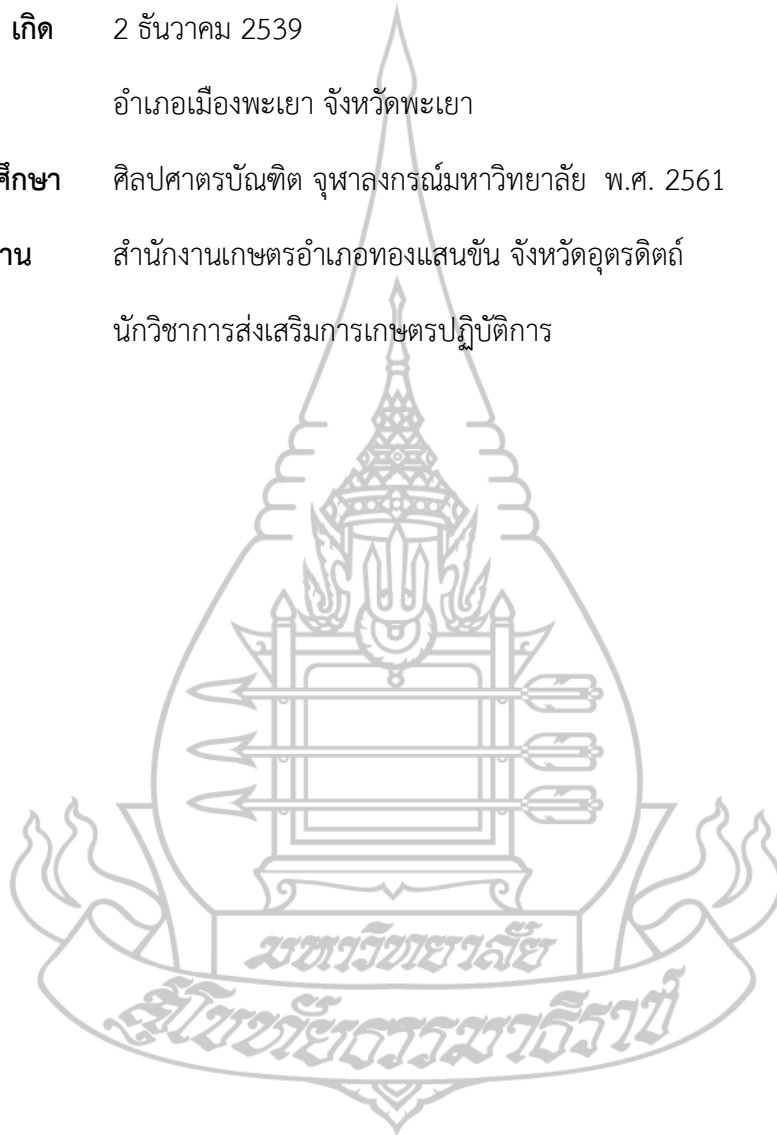 เกิด 2 ธันวาคม 2539
อำเภอเมืองพะเยา จังหวัดพะเยา
ศึกษา ศิลปศาตรบัณฑิต จุฬาลงกรณ์มหาวิทยาลัย พ.ศ. 2561
าน สำนักงานเกษตรอำเภอทองแสนขัน จังหวัดอุตรดิตถ์
นักวิชาการส่งเสริมการเกษตรปฏิบัติการ
มหาวิทยาลัย
สุโขทัยธรรมาธิราช